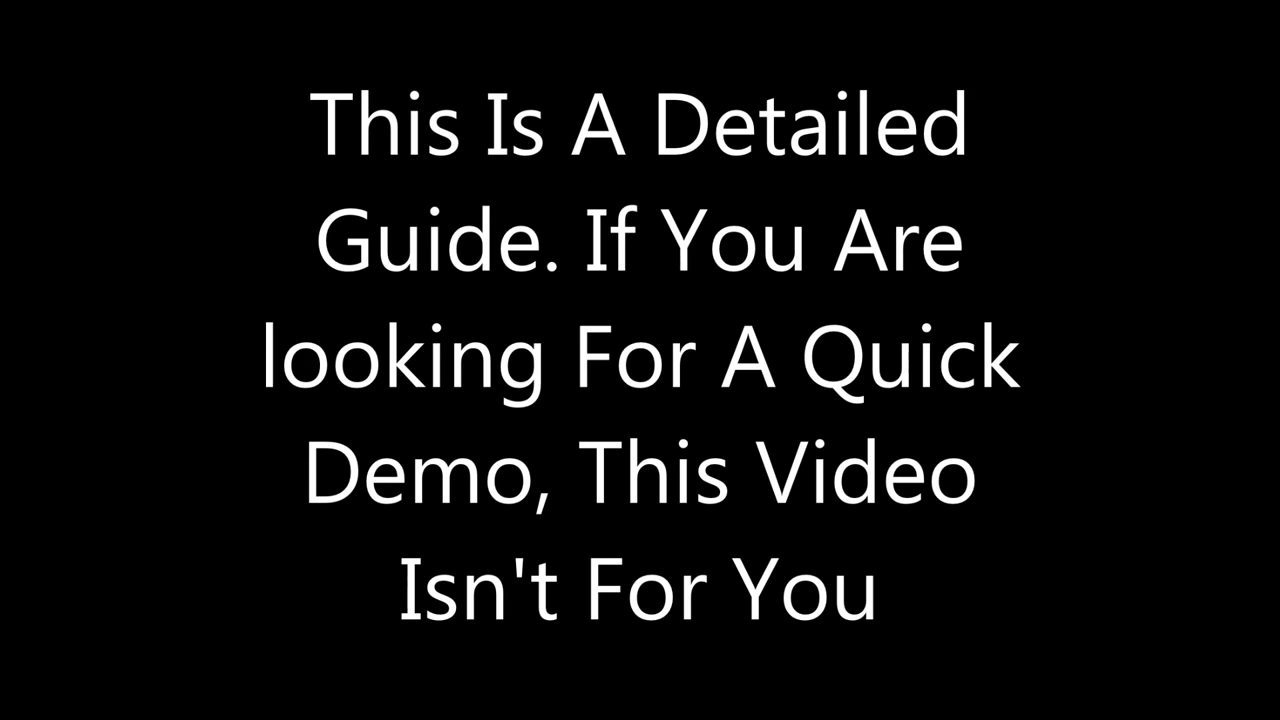 This Is A Detailed
Guide. If You Are
looking For A Quick
Demo, This Video
Isn't For You